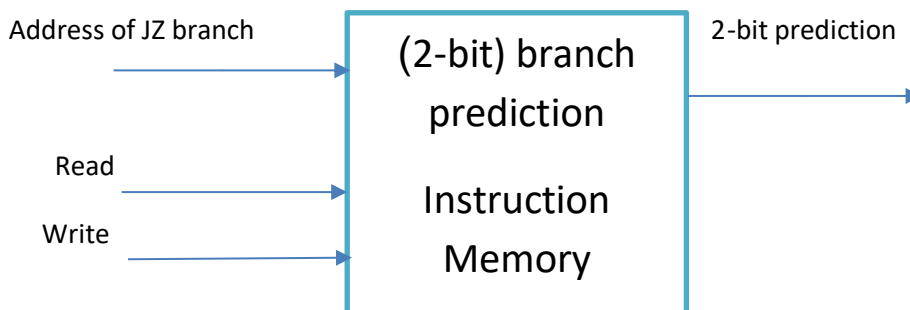 Address of JZ branch
2-bit prediction
(2-bit) branch
prediction
Read
Instruction
Write
Memory